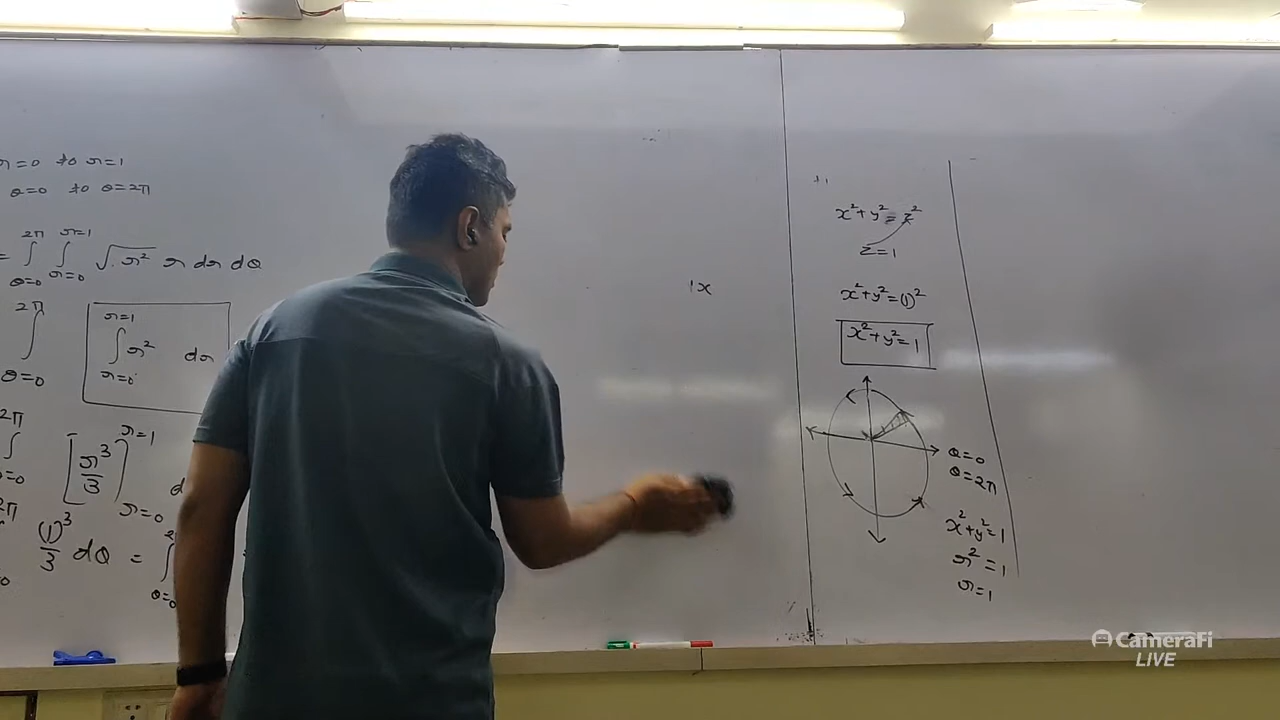 r=0 to r=1
θ=0 to θ=2π
= ∫θ=0^2π ∫r=0^r=1 √r² r dr dθ
∫θ=0^2π ∫r=0^r=1 r² dr
[r³/3]r=0^r=1 d
(1)³/3 dθ = ∫θ=0
1x
x²+y²=z²
z=1
x²+y²=(1)²
x²+y²=1
θ=0
θ=2π
x²+y²=1
r²=1
r=1
CameraFi
LIVE